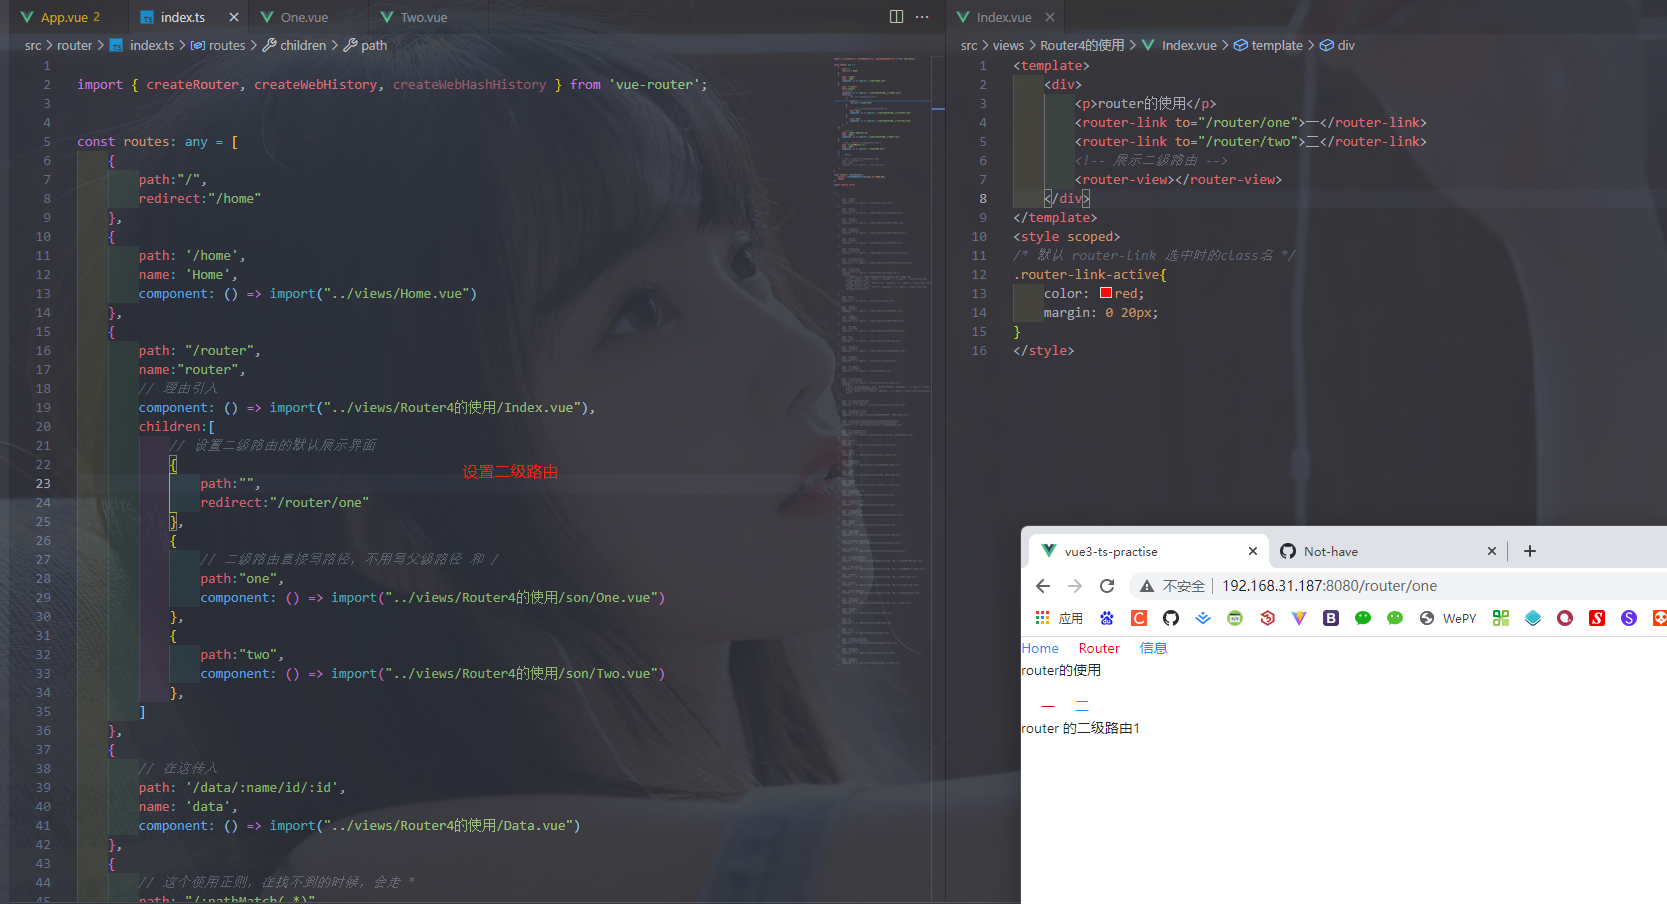 App.vue 2
index.ts
One.vue
Two.vue
src > router > TS index.ts > routes > children > path
1
2 import { createRouter, createWebHistory, createWebHashHistory } from 'vue-router';
3
4
5 const routes: any = [
6 {
7 path:"/",
8 redirect:"/home"
9 },
10 {
11 path: '/home',
12 name: 'Home',
13 component: () => import("../views/Home.vue")
14 },
15 {
16 path: "/router",
17 name:"router",
18 // 理由引入
19 component: () => import("../views/Router4的使用/Index.vue"),
20 children:[
21 // 设置二级路由的默认展示界面
22 {
23 path:"",
24 redirect:"/router/one"
25 },
26 {
27 // 二级路由直接写路径，不用写父级路径 和 /
28 path:"one",
29 component: () => import("../views/Router4的使用/son/One.vue")
30 },
31 {
32 path:"two",
33 component: () => import("../views/Router4的使用/son/Two.vue")
34 },
35 ]
36 },
37 {
38 // 在这传入
39 path: '/data/:name/id/:id',
40 name: 'data',
41 component: () => import("../views/Router4的使用/Data.vue")
42 },
43 {
44 // 这个使用正则，在找不到的时候，会走 *
45 path: "/:pathMatch(.*)"
设置二级路由
Index.vue
src > views > Router4的使用 > Index.vue > template > div
1 <template>
2 <div>
3 <p>router的使用</p>
4 <router-link to="/router/one">一</router-link>
5 <router-link to="/router/two">二</router-link>
6 <!-- 展示二级路由 -->
7 <router-view></router-view>
8 </div>
9 </template>
10 <style scoped>
11 /* 默认 router-link 选中时的class名 */
12 .router-link-active{
13 color: red;
14 margin: 0 20px;
15 }
16 </style>
vue3-ts-practise
Not-have
不安全 | 192.168.31.187:8080/router/one
应用
WePY
Home Router 信息
router的使用
一 二
router 的二级路由1